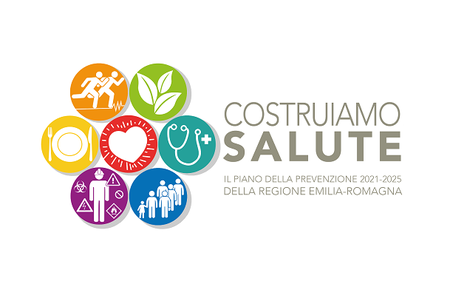 COSTRUIAMO
SALUTE
IL PIANO DELLA PREVENZIONE 2021-2025
DELLA REGIONE EMILIA-ROMAGNA